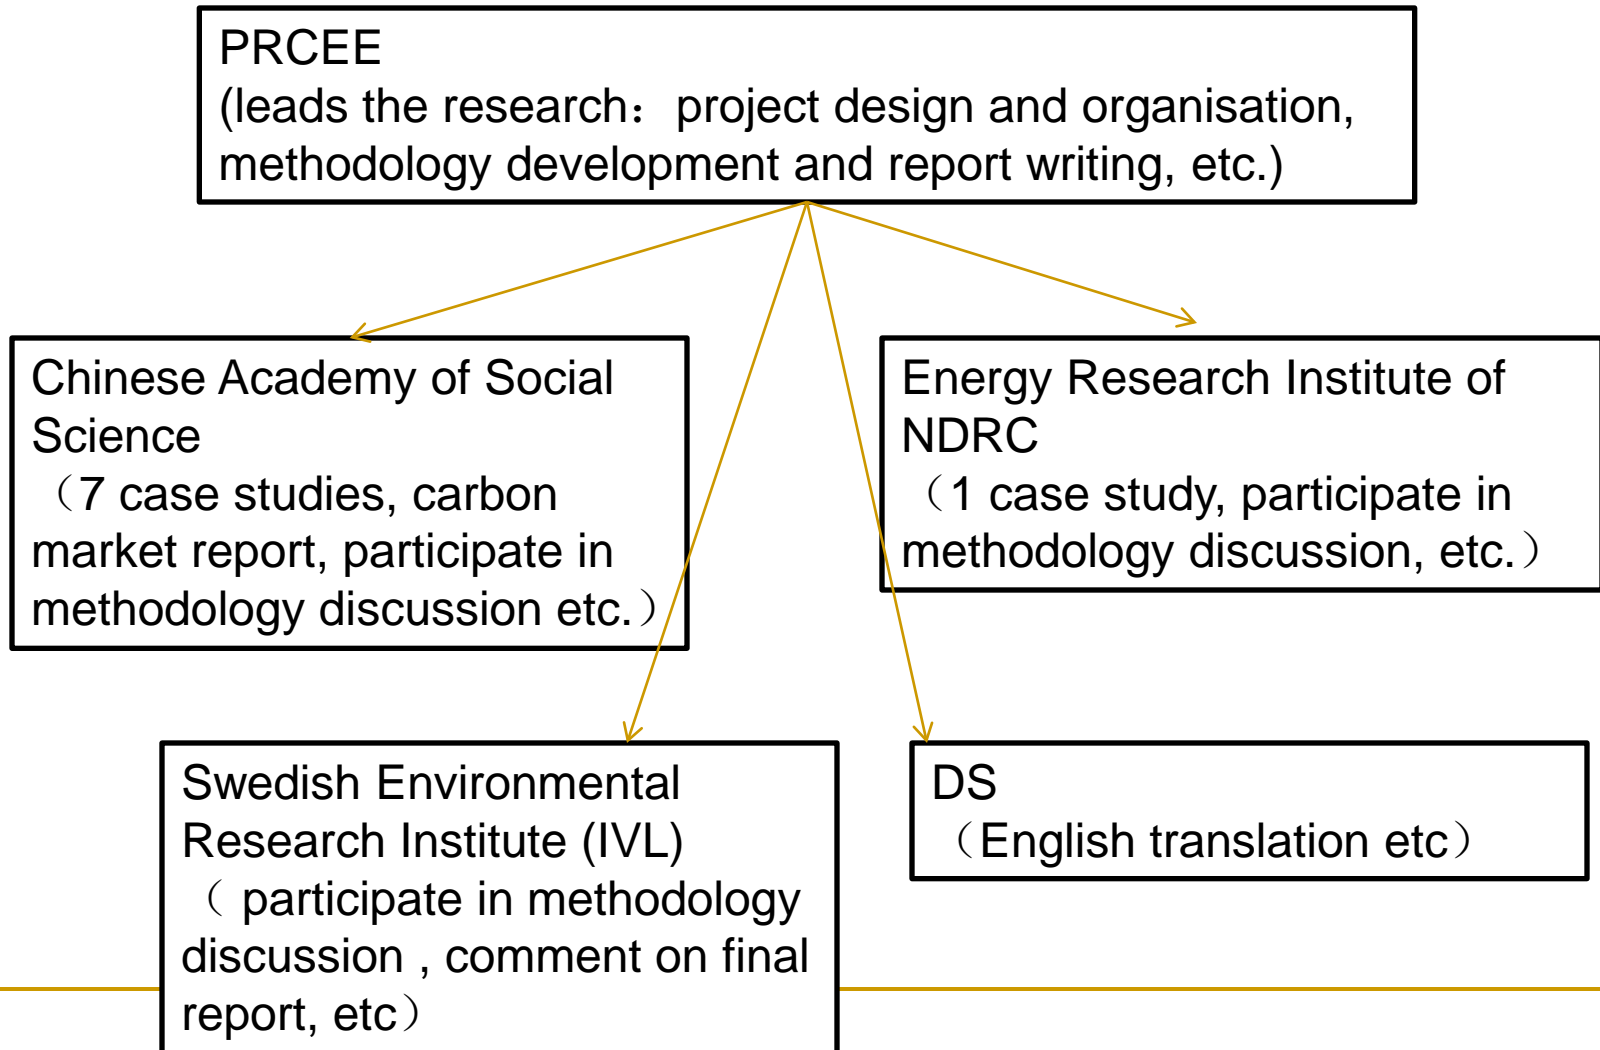 PRCEE
(leads the research：project design and organisation,
methodology development and report writing, etc.)
Chinese Academy of Social
Science
（7 case studies, carbon
market report, participate in
methodology discussion etc.）
Energy Research Institute of
NDRC
（1 case study, participate in
methodology discussion, etc.）
Swedish Environmental
Research Institute (IVL)
（ participate in methodology
discussion , comment on final
report, etc）
DS
（English translation etc）